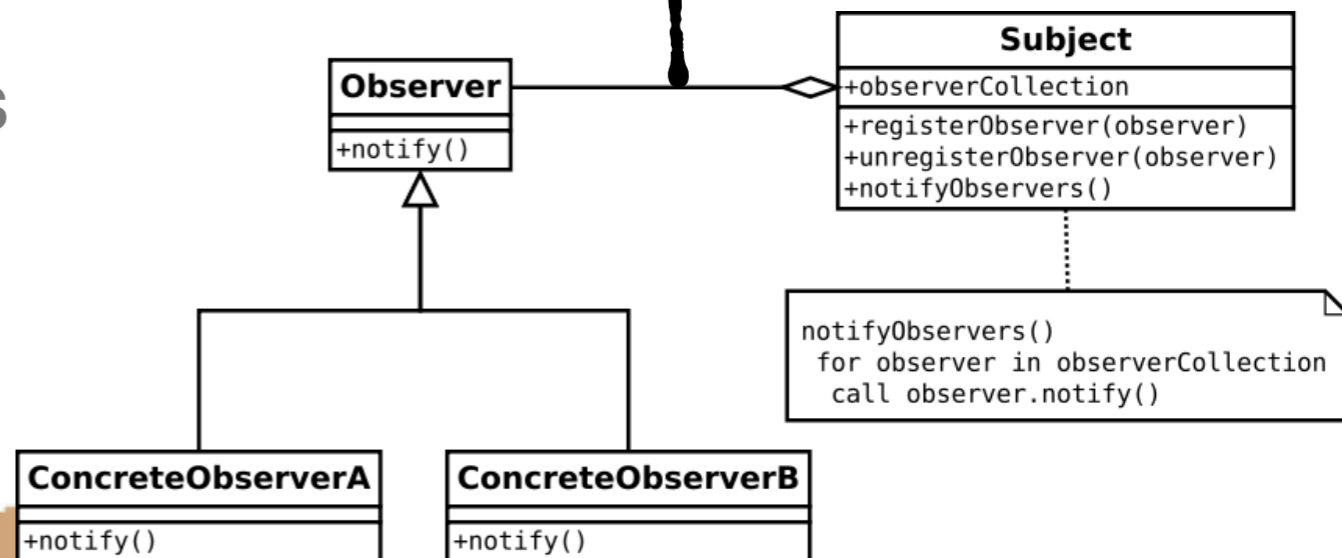 s
Observer
+notify()
Subject
+observerCollection
+registerObserver(observer)
+unregisterObserver(observer)
+notifyObservers()
notifyObservers()
for observer in observerCollection
call observer.notify()
ConcreteObserverA
+notify()
ConcreteObserverB
+notify()